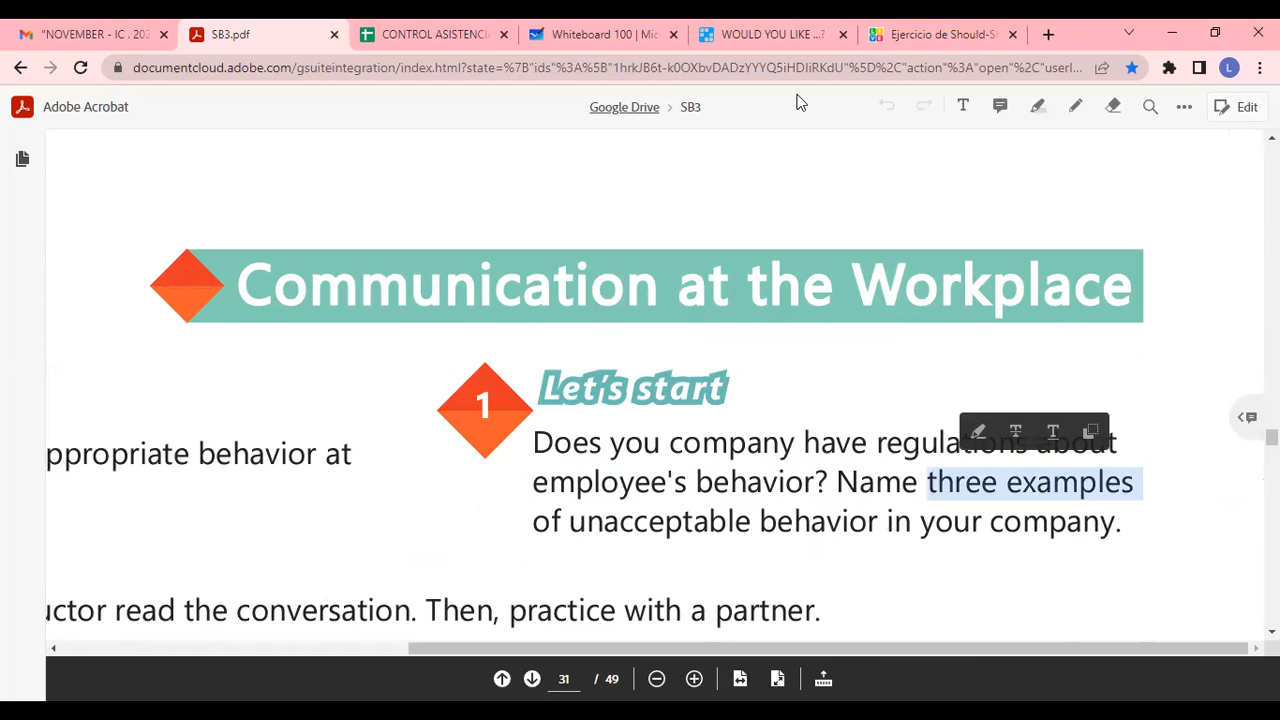 "NOVEMBER - IC . 202
SB3.pdf
CONTROL ASISTENCI
Whiteboard 100 | Mic
WOULD YOU LIKE ...?
Ejercicio de Should-Sh
documentcloud.adobe.com/gsuiteintegration/index.html?state=%7B"ids"%3A%5B"1hrkJB6t-k0OXbvDADzYYYQ5iHDIiRKdU"%5D%2C"action"%3A"open"%2C"userI...
L
Adobe Acrobat
Google Drive > SB3
Edit
Communication at the Workplace
1
Let's start
Does you company have regulations about
ppropriate behavior at
employee's behavior? Name three examples
of unacceptable behavior in your company.
uctor read the conversation. Then, practice with a partner.
31 / 49